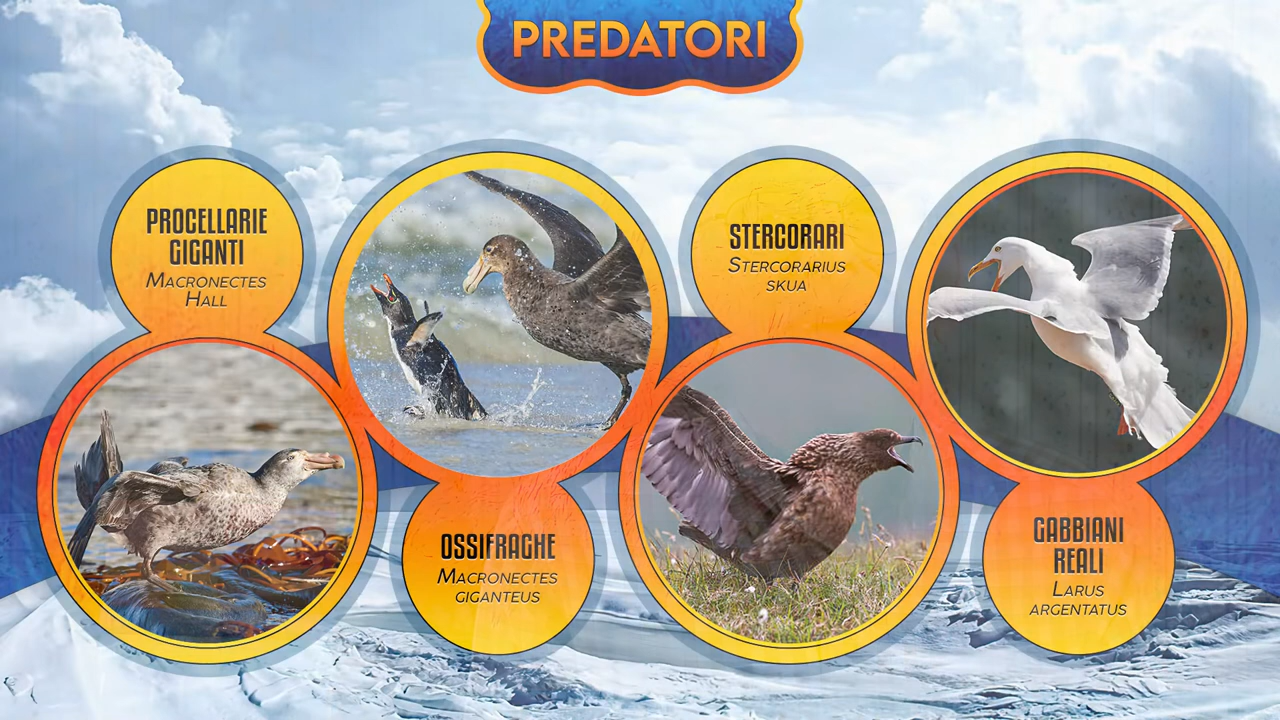 PREDATORI
PROCELLARIE
GIGANTI
MACRONECTES
HALL
OSSIFRAGHE
MACRONECTES
GIGANTEUS
STERCORARI
STERCORARIUS
SKUA
GABBIANI
REALI
LARUS
ARGENTATUS